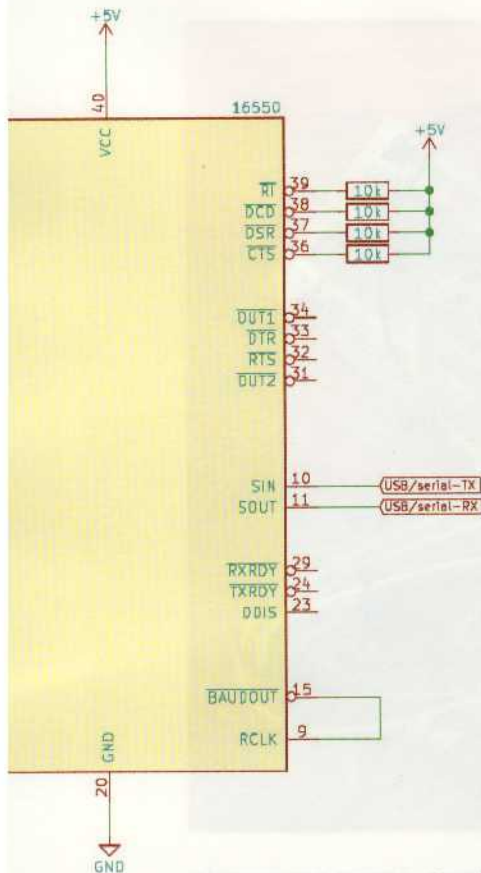 +5V
40
VCC
16550
+5V
RI 39 10k
DCD 38 10k
DSR 37 10k
CTS 36 10k
OUT1 34
DTR 33
RTS 32
OUT2 31
SIN 10 USB/serial-TX
SOUT 11 USB/serial-RX
RXRDY 29
TXRDY 24
DDIS 23
BAUDOUT 15
RCLK 9
GND
20
GND